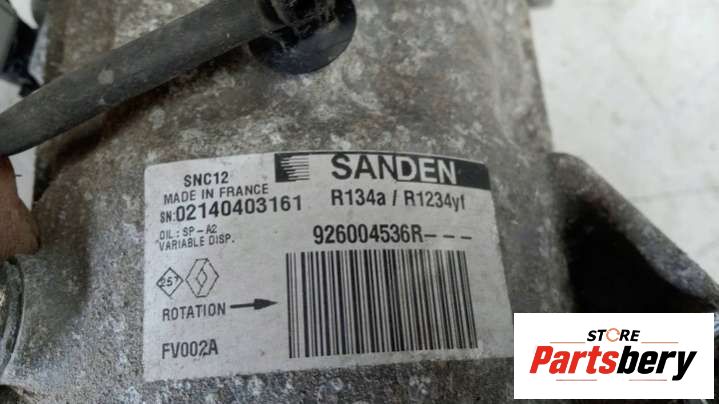 SANDEN
SNC12
MADE IN FRANCE
SN:02140403161
R134a / R1234yf
OIL : SP-A2
VARIABLE DISP.
926004536R---
257
ROTATION
FV002A
STORE
Partsbery